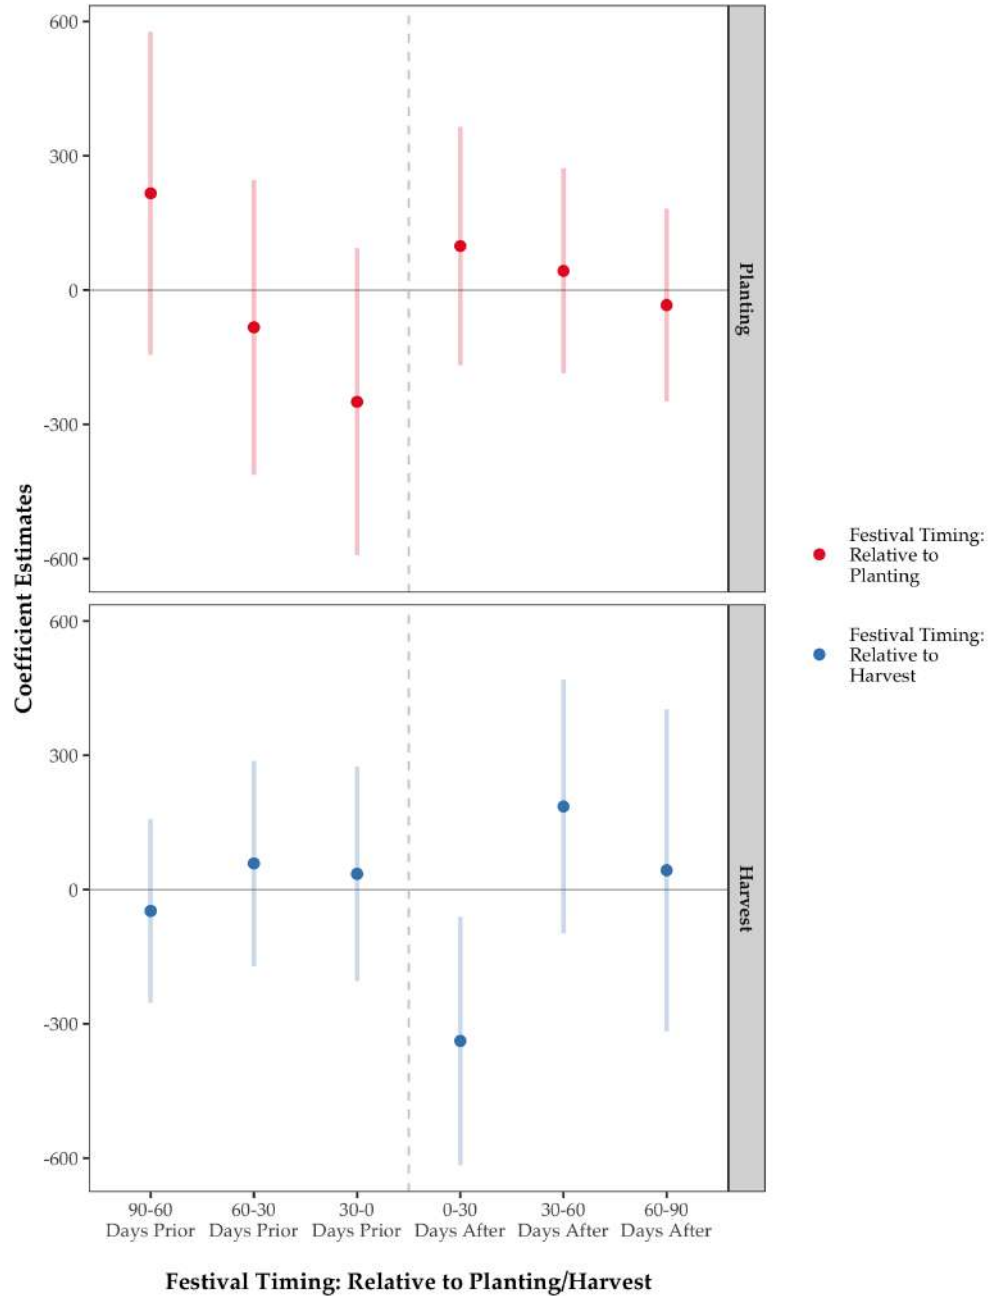 600
300
0
-300
-600
Planting
600
300
0
-300
-600
Harvest
Coefficient Estimates
90-60
Days Prior
60-30
Days Prior
30-0
Days Prior
0-30
Days After
30-60
Days After
60-90
Days After
Festival Timing: Relative to Planting/Harvest
Festival Timing:
Relative to
Planting
Festival Timing:
Relative to
Harvest